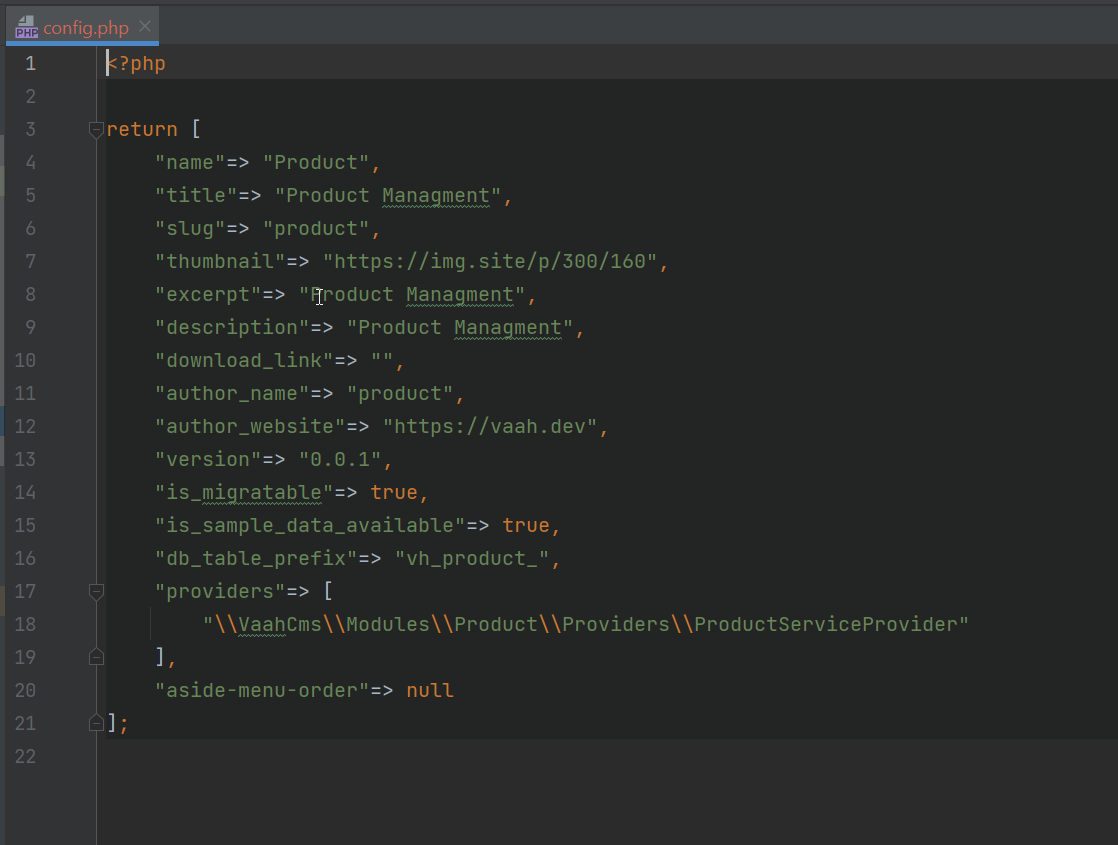 PHP config.php
1 <?php
2
3 return [
4     "name"=> "Product",
5     "title"=> "Product Managment",
6     "slug"=> "product",
7     "thumbnail"=> "https://img.site/p/300/160",
8     "excerpt"=> "Product Managment",
9     "description"=> "Product Managment",
10     "download_link"=> "",
11     "author_name"=> "product",
12     "author_website"=> "https://vaah.dev",
13     "version"=> "0.0.1",
14     "is_migratable"=> true,
15     "is_sample_data_available"=> true,
16     "db_table_prefix"=> "vh_product_",
17     "providers"=> [
18         "\\VaahCms\\Modules\\Product\\Providers\\ProductServiceProvider"
19     ],
20     "aside-menu-order"=> null
21 ];
22